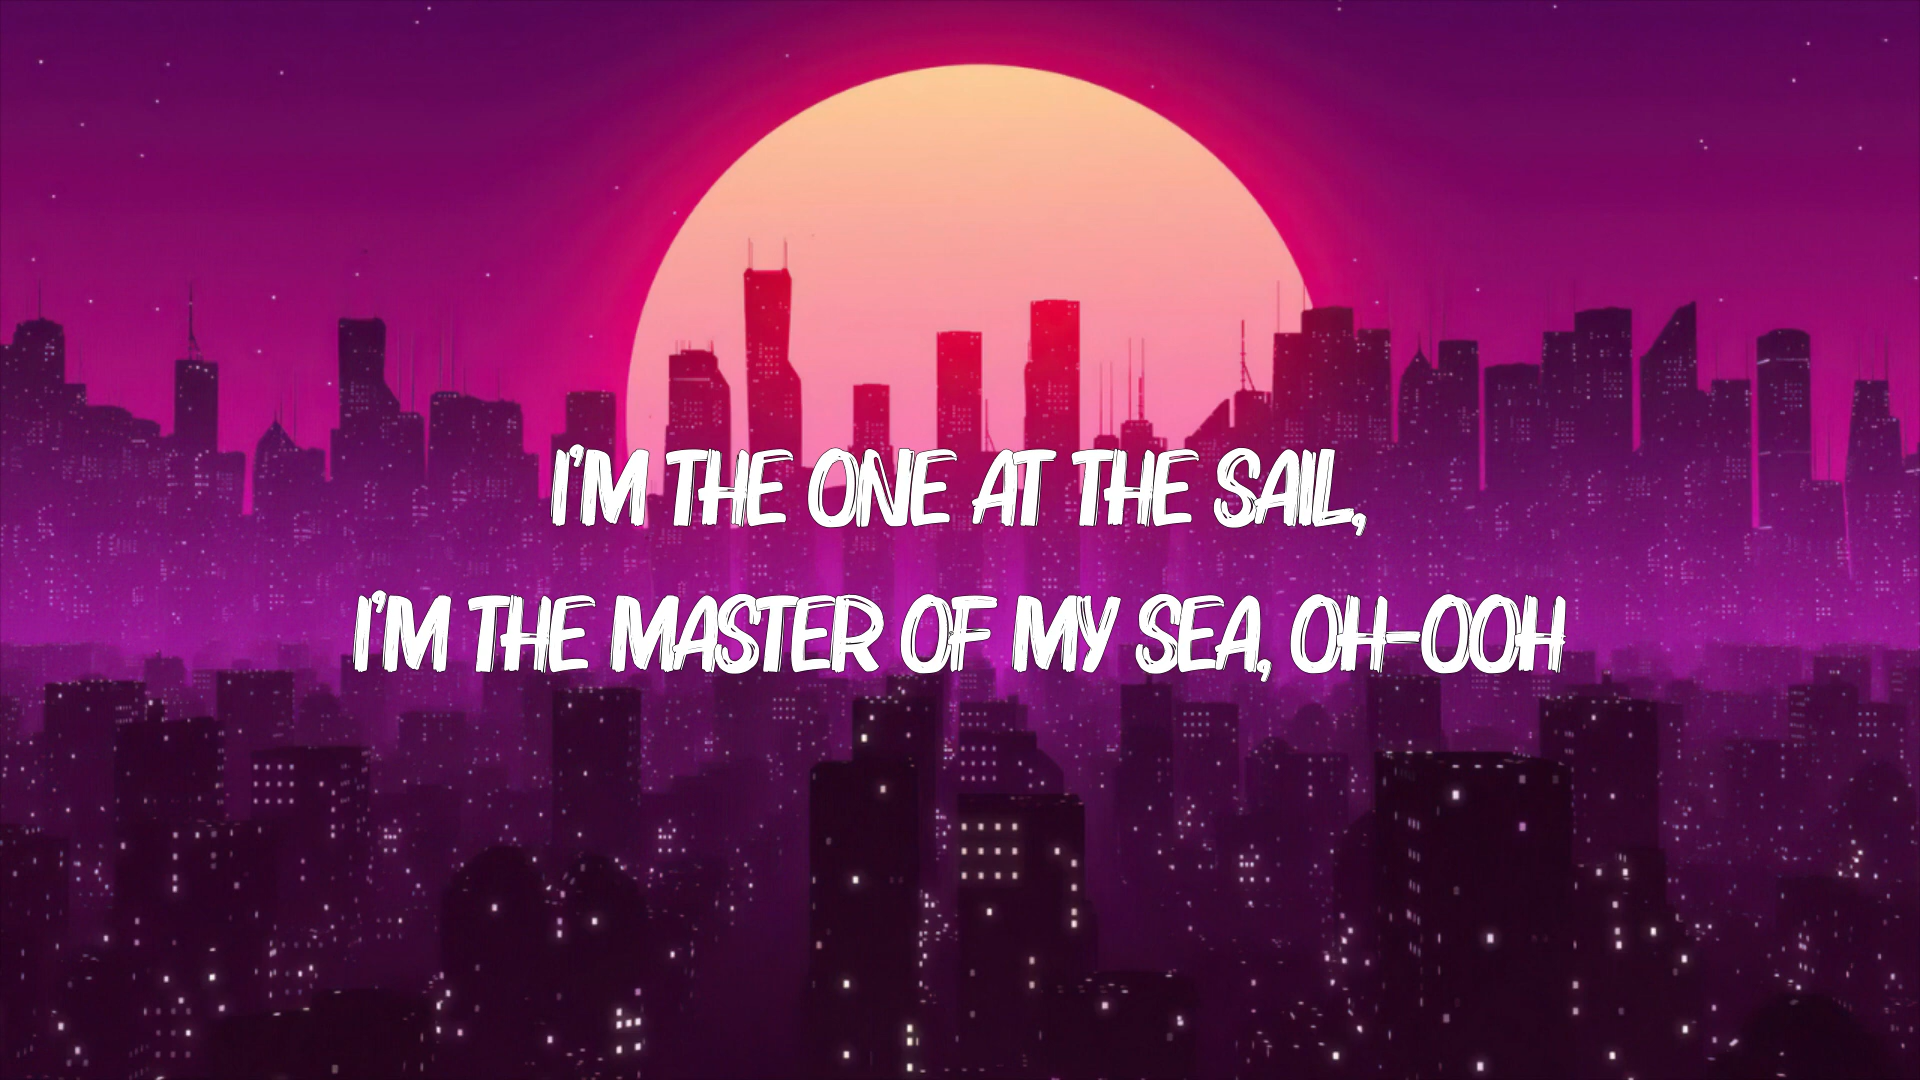 I'M THE ONE AT THE SAIL,
I'M THE MASTER OF MY SEA, OH-OOH